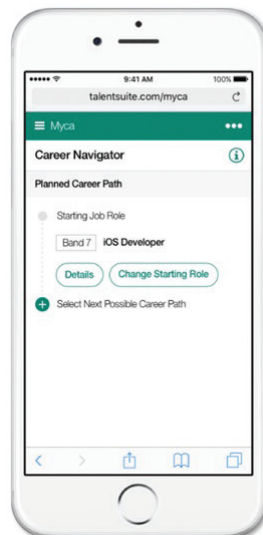 9:41 AM 100%
talentsuite.com/myca
Myca
Career Navigator
Planned Career Path
Starting Job Role
Band 7 iOS Developer
Details Change Starting Role
Select Next Possible Career Path